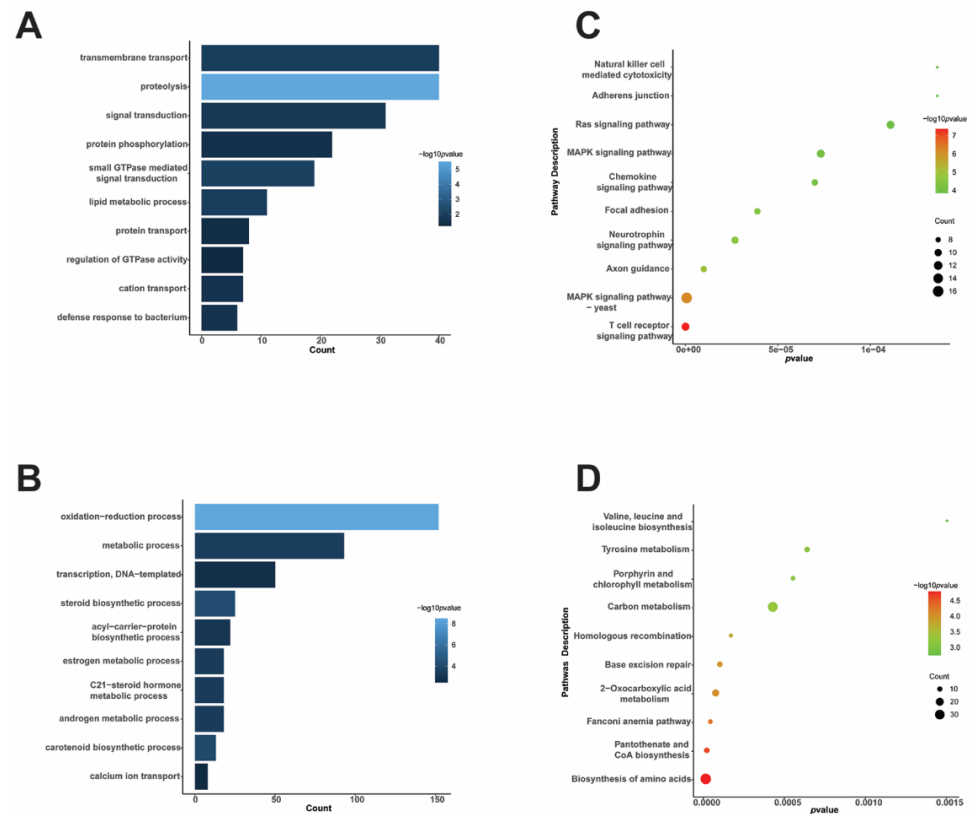 A
transmembrane transport
proteolysis
signal transduction
protein phosphorylation
small GTPase mediated
signal transduction
lipid metabolic process
protein transport
regulation of GTPase activity
cation transport
defense response to bacterium
0 10 20 30 40
Count
−log10pvalue
5
4
3
2
C
Pathway Description
Natural killer cell
mediated cytotoxicity
Adherens junction
Ras signaling pathway
MAPK signaling pathway
Chemokine
signaling pathway
Focal adhesion
Neurotrophin
signaling pathway
Axon guidance
MAPK signaling pathway
− yeast
T cell receptor
signaling pathway
0e+00 5e−05 1e−04
pvalue
−log10pvalue
7
6
5
4
Count
8
10
12
14
16
B
oxidation−reduction process
metabolic process
transcription, DNA−templated
steroid biosynthetic process
acyl−carrier−protein
biosynthetic process
estrogen metabolic process
C21−steroid hormone
metabolic process
androgen metabolic process
carotenoid biosynthetic process
calcium ion transport
0 50 100 150
Count
−log10pvalue
8
6
4
D
Pathwas Description
Valine, leucine and
isoleucine biosynthesis
Tyrosine metabolism
Porphyrin and
chlorophyll metabolism
Carbon metabolism
Homologous recombination
Base excision repair
2−Oxocarboxylic acid
metabolism
Fanconi anemia pathway
Pantothenate and
CoA biosynthesis
Biosynthesis of amino acids
0.0000 0.0005 0.0010 0.0015
pvalue
−log10pvalue
4.5
4.0
3.5
3.0
Count
10
20
30